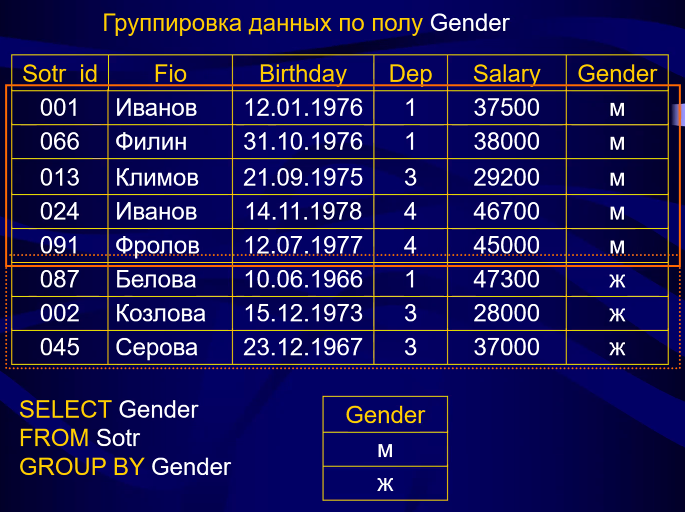 Группировка данных по полу Gender
Sotr_id Fio Birthday Dep Salary Gender
001 Иванов 12.01.1976 1 37500 м
066 Филин 31.10.1976 1 38000 м
013 Климов 21.09.1975 3 29200 м
024 Иванов 14.11.1978 4 46700 м
091 Фролов 12.07.1977 4 45000 м
087 Белова 10.06.1966 1 47300 ж
002 Козлова 15.12.1973 3 28000 ж
045 Серова 23.12.1967 3 37000 ж
SELECT Gender
FROM Sotr
GROUP BY Gender
Gender
м
ж